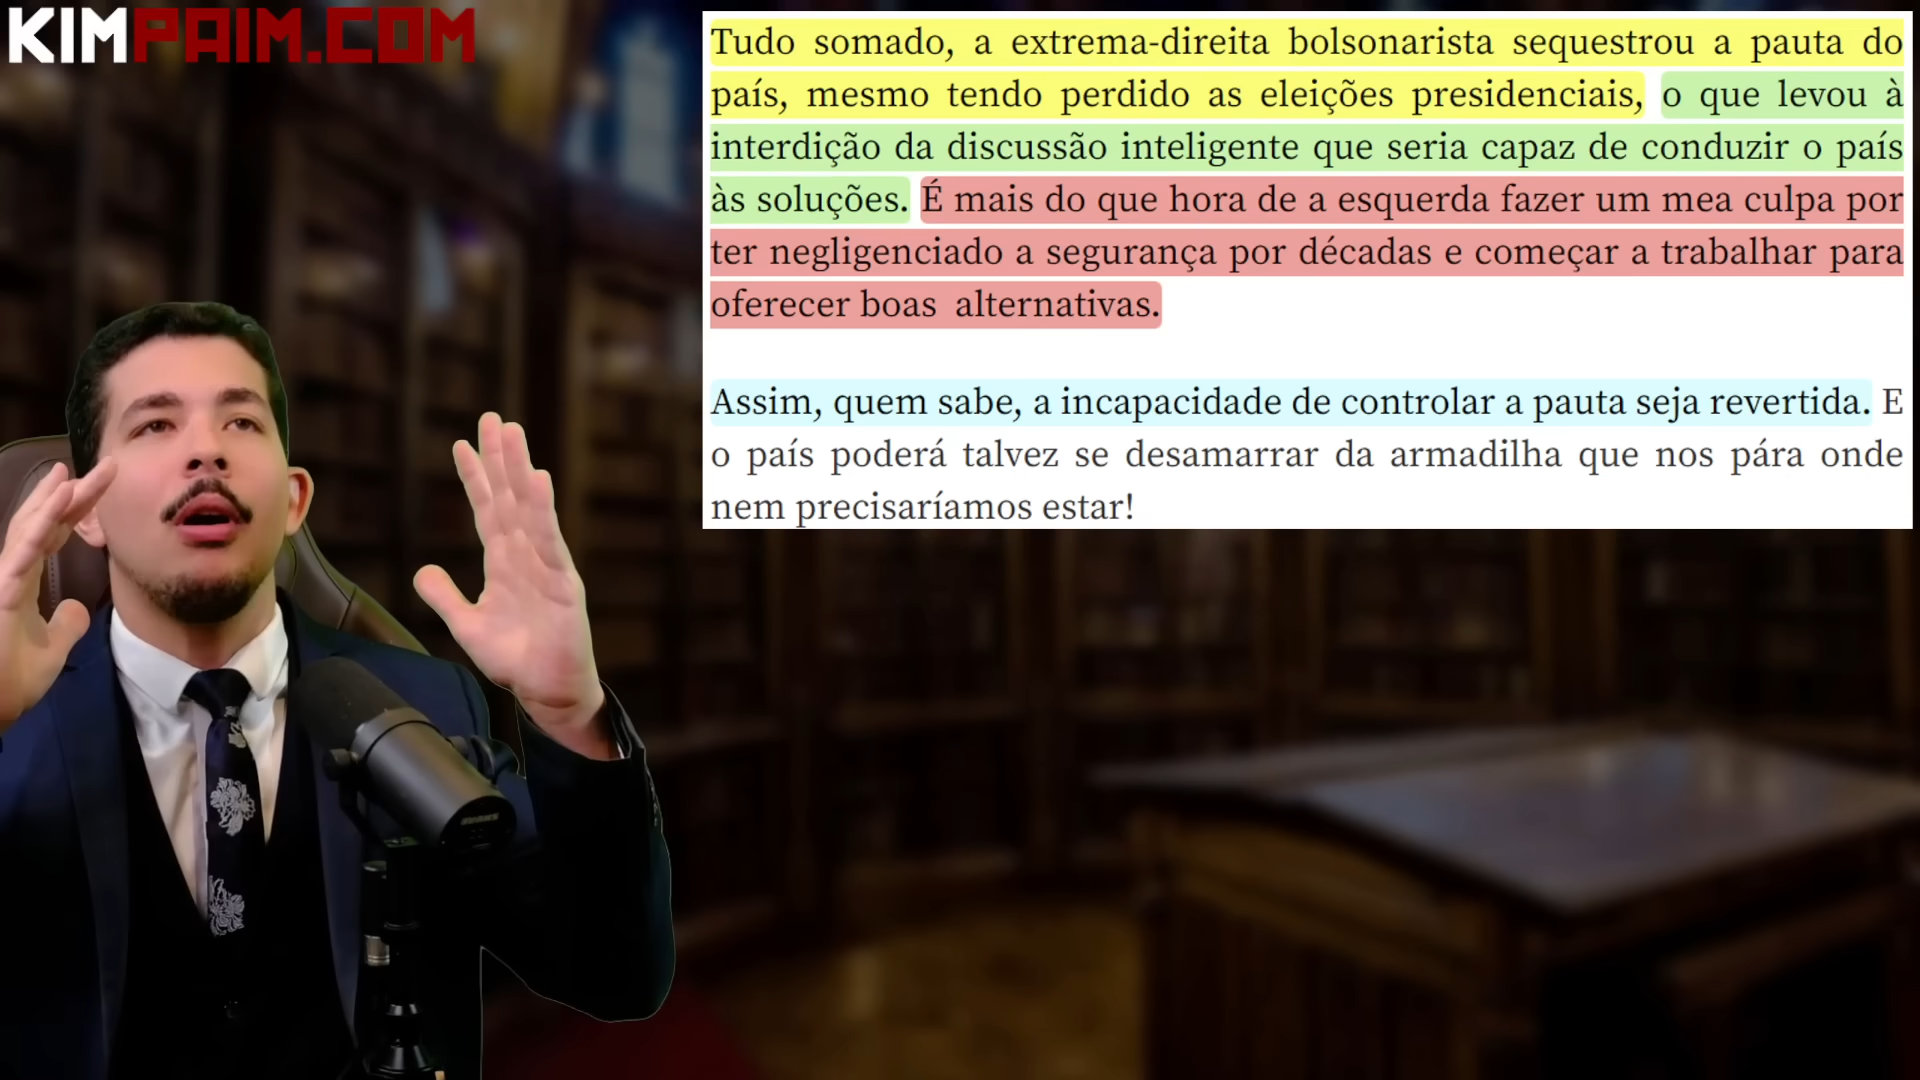 KIMPAIM.COM
Tudo somado, a extrema-direita bolsonarista sequestrou a pauta do
país, mesmo tendo perdido as eleições presidenciais, o que levou à
interdição da discussão inteligente que seria capaz de conduzir o país
às soluções. É mais do que hora de a esquerda fazer um mea culpa por
ter negligenciado a segurança por décadas e começar a trabalhar para
oferecer boas alternativas.
Assim, quem sabe, a incapacidade de controlar a pauta seja revertida. E
o país poderá talvez se desamarrar da armadilha que nos pára onde
nem precisaríamos estar!